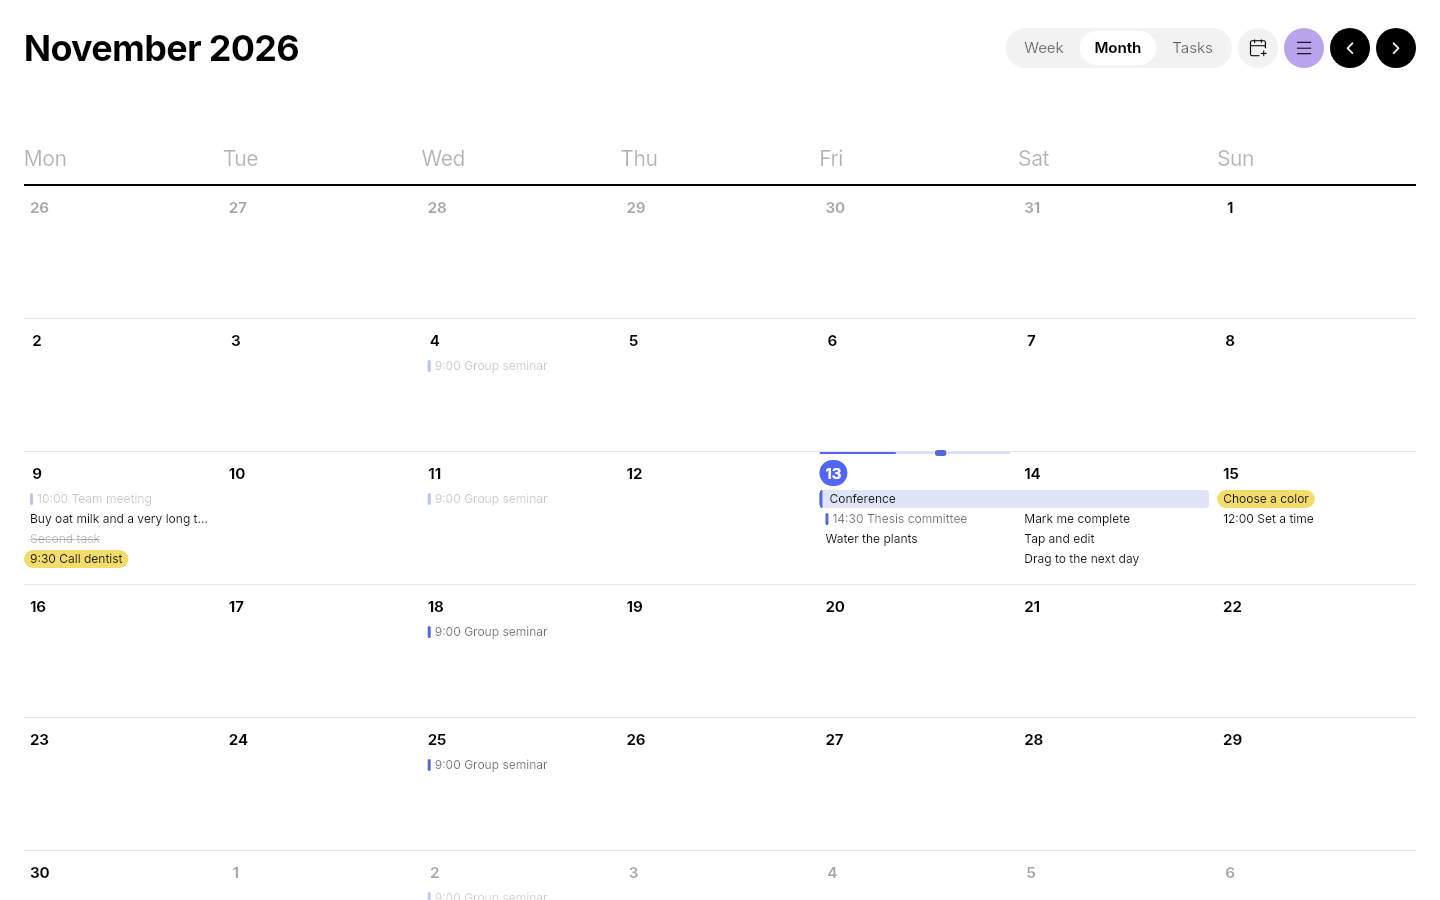 November 2026
Week Month Tasks
Mon Tue Wed Thu Fri Sat Sun
26 27 28 29 30 31 1
2 3 4 5 6 7 8
9:00 Group seminar
9 10 11 12 13 14 15
10:00 Team meeting 9:00 Group seminar Conference Choose a color
Buy oat milk and a very long t... 14:30 Thesis committee Mark me complete 12:00 Set a time
Second task Water the plants Tap and edit
9:30 Call dentist Drag to the next day
16 17 18 19 20 21 22
9:00 Group seminar
23 24 25 26 27 28 29
9:00 Group seminar
30 1 2 3 4 5 6
9:00 Group seminar